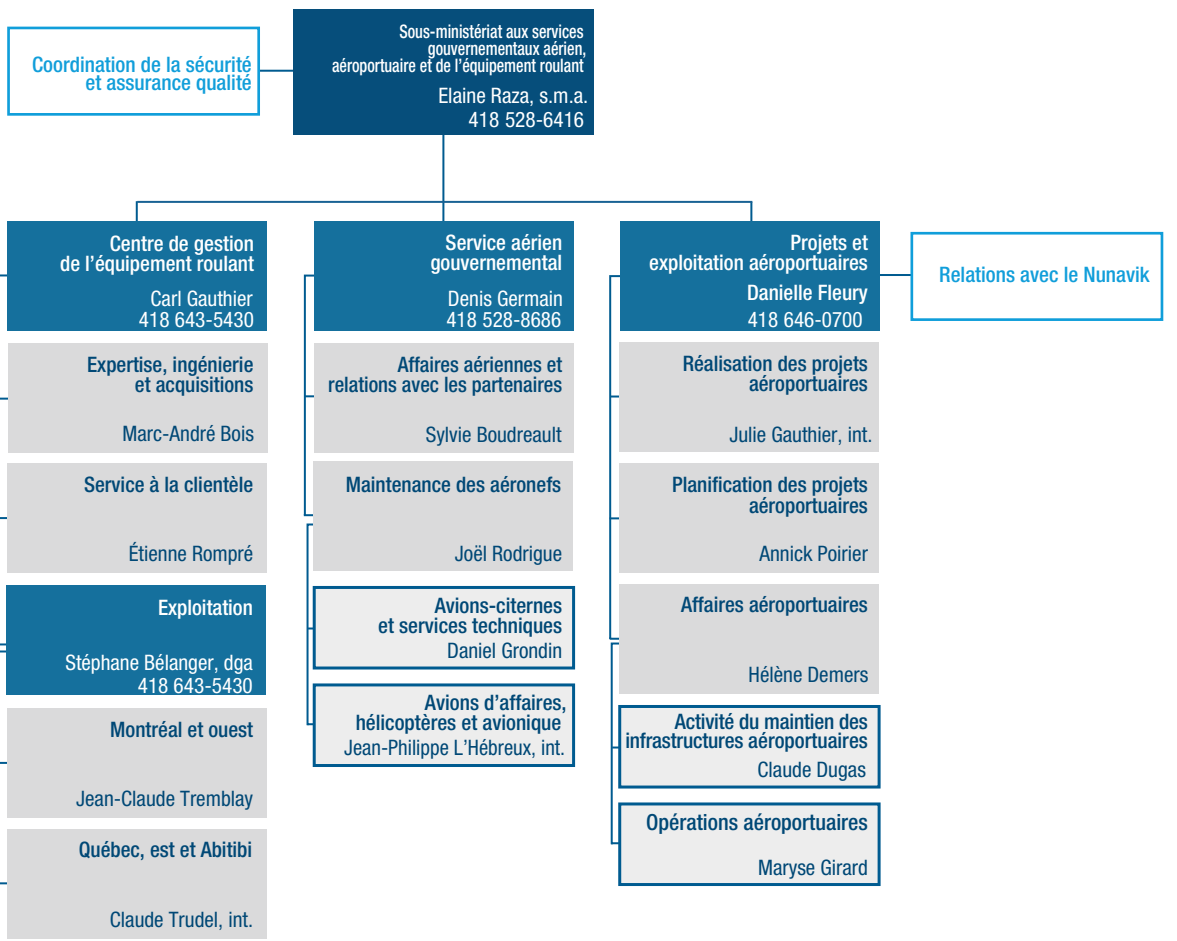 Coordination de la sécurité
et assurance qualité
Sous-ministériat aux services
gouvernementaux aérien,
aéroportuaire et de l'équipement roulant
Elaine Raza, s.m.a.
418 528-6416
Centre de gestion
de l'équipement roulant
Carl Gauthier
418 643-5430
Expertise, ingénierie
et acquisitions
Marc-André Bois
Service à la clientèle
Étienne Rompré
Exploitation
Stéphane Bélanger, dga
418 643-5430
Montréal et ouest
Jean-Claude Tremblay
Québec, est et Abitibi
Claude Trudel, int.
Service aérien
gouvernemental
Denis Germain
418 528-8686
Affaires aériennes et
relations avec les partenaires
Sylvie Boudreault
Maintenance des aéronefs
Joël Rodrigue
Avions-citernes
et services techniques
Daniel Grondin
Avions d'affaires,
hélicoptères et avionique
Jean-Philippe L'Hébreux, int.
Projets et
exploitation aéroportuaires
Danielle Fleury
418 646-0700
Relations avec le Nunavik
Réalisation des projets
aéroportuaires
Julie Gauthier, int.
Planification des projets
aéroportuaires
Annick Poirier
Affaires aéroportuaires
Hélène Demers
Activité du maintien des
infrastructures aéroportuaires
Claude Dugas
Opérations aéroportuaires
Maryse Girard